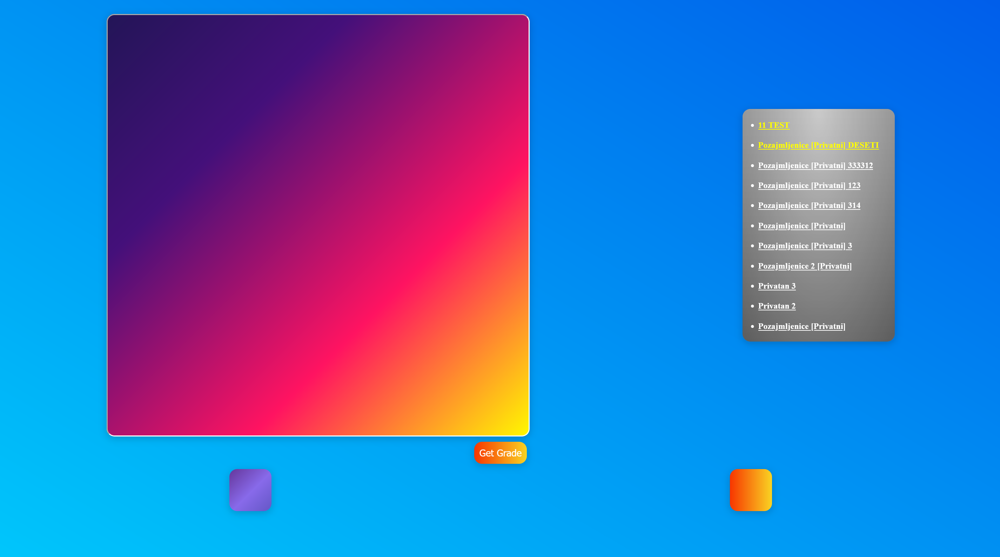 11 TEST
Pozajmljenice [Privatni] DESETI
Pozajmljenice [Privatni] 333312
Pozajmljenice [Privatni] 123
Pozajmljenice [Privatni] 314
Pozajmljenice [Privatni]
Pozajmljenice [Privatni] 3
Pozajmljenice 2 [Privatni]
Privatan 3
Privatan 2
Pozajmljenice [Privatni]
Get Grade